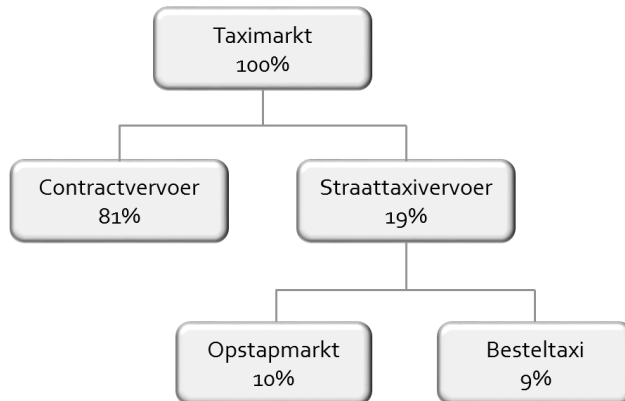 Taximarkt
100%
Contractvervoer
81%
Straattaxivervoer
19%
Opstapmarkt
10%
Besteltaxi
9%